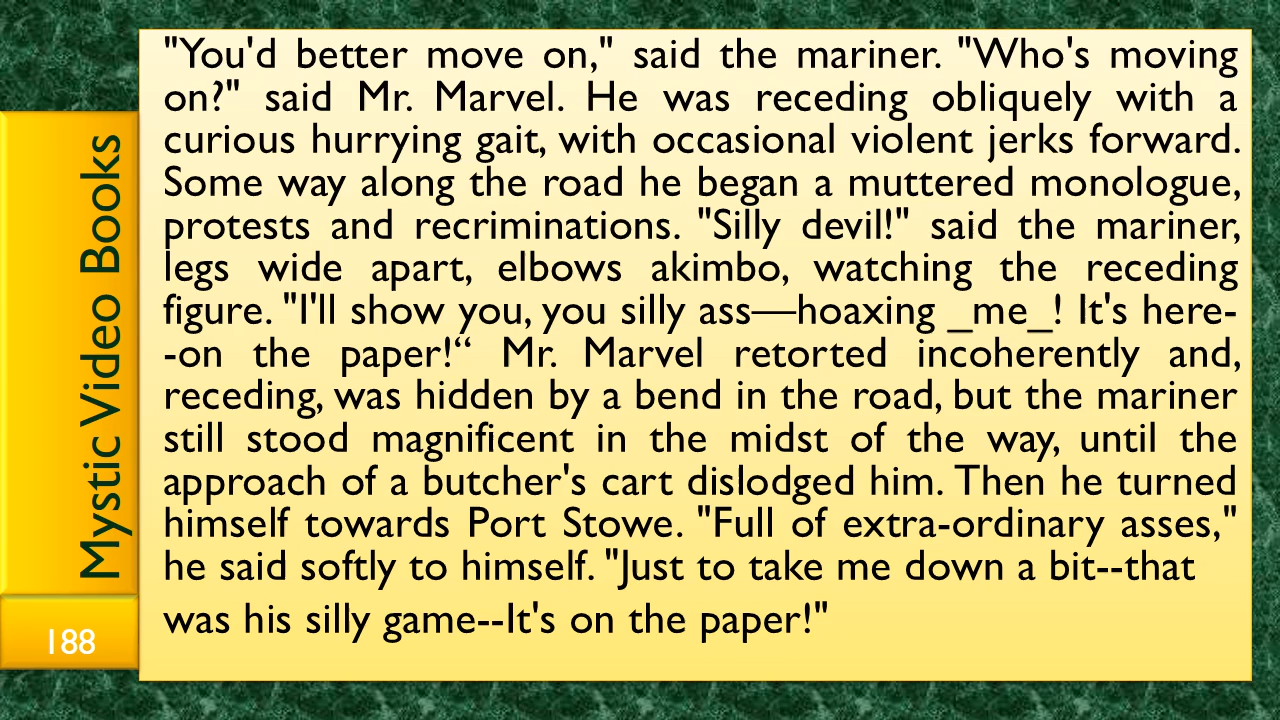 "You'd better move on," said the mariner. "Who's moving
on?" said Mr. Marvel. He was receding obliquely with a
curious hurrying gait, with occasional violent jerks forward.
Some way along the road he began a muttered monologue,
protests and recriminations. "Silly devil!" said the mariner,
legs wide apart, elbows akimbo, watching the receding
figure. "I'll show you, you silly ass—hoaxing _me_! It's here-
-on the paper!“ Mr. Marvel retorted incoherently and,
receding, was hidden by a bend in the road, but the mariner
still stood magnificent in the midst of the way, until the
approach of a butcher's cart dislodged him. Then he turned
himself towards Port Stowe. "Full of extra-ordinary asses,"
he said softly to himself. "Just to take me down a bit--that
was his silly game--It's on the paper!"
Mystic Video Books
188